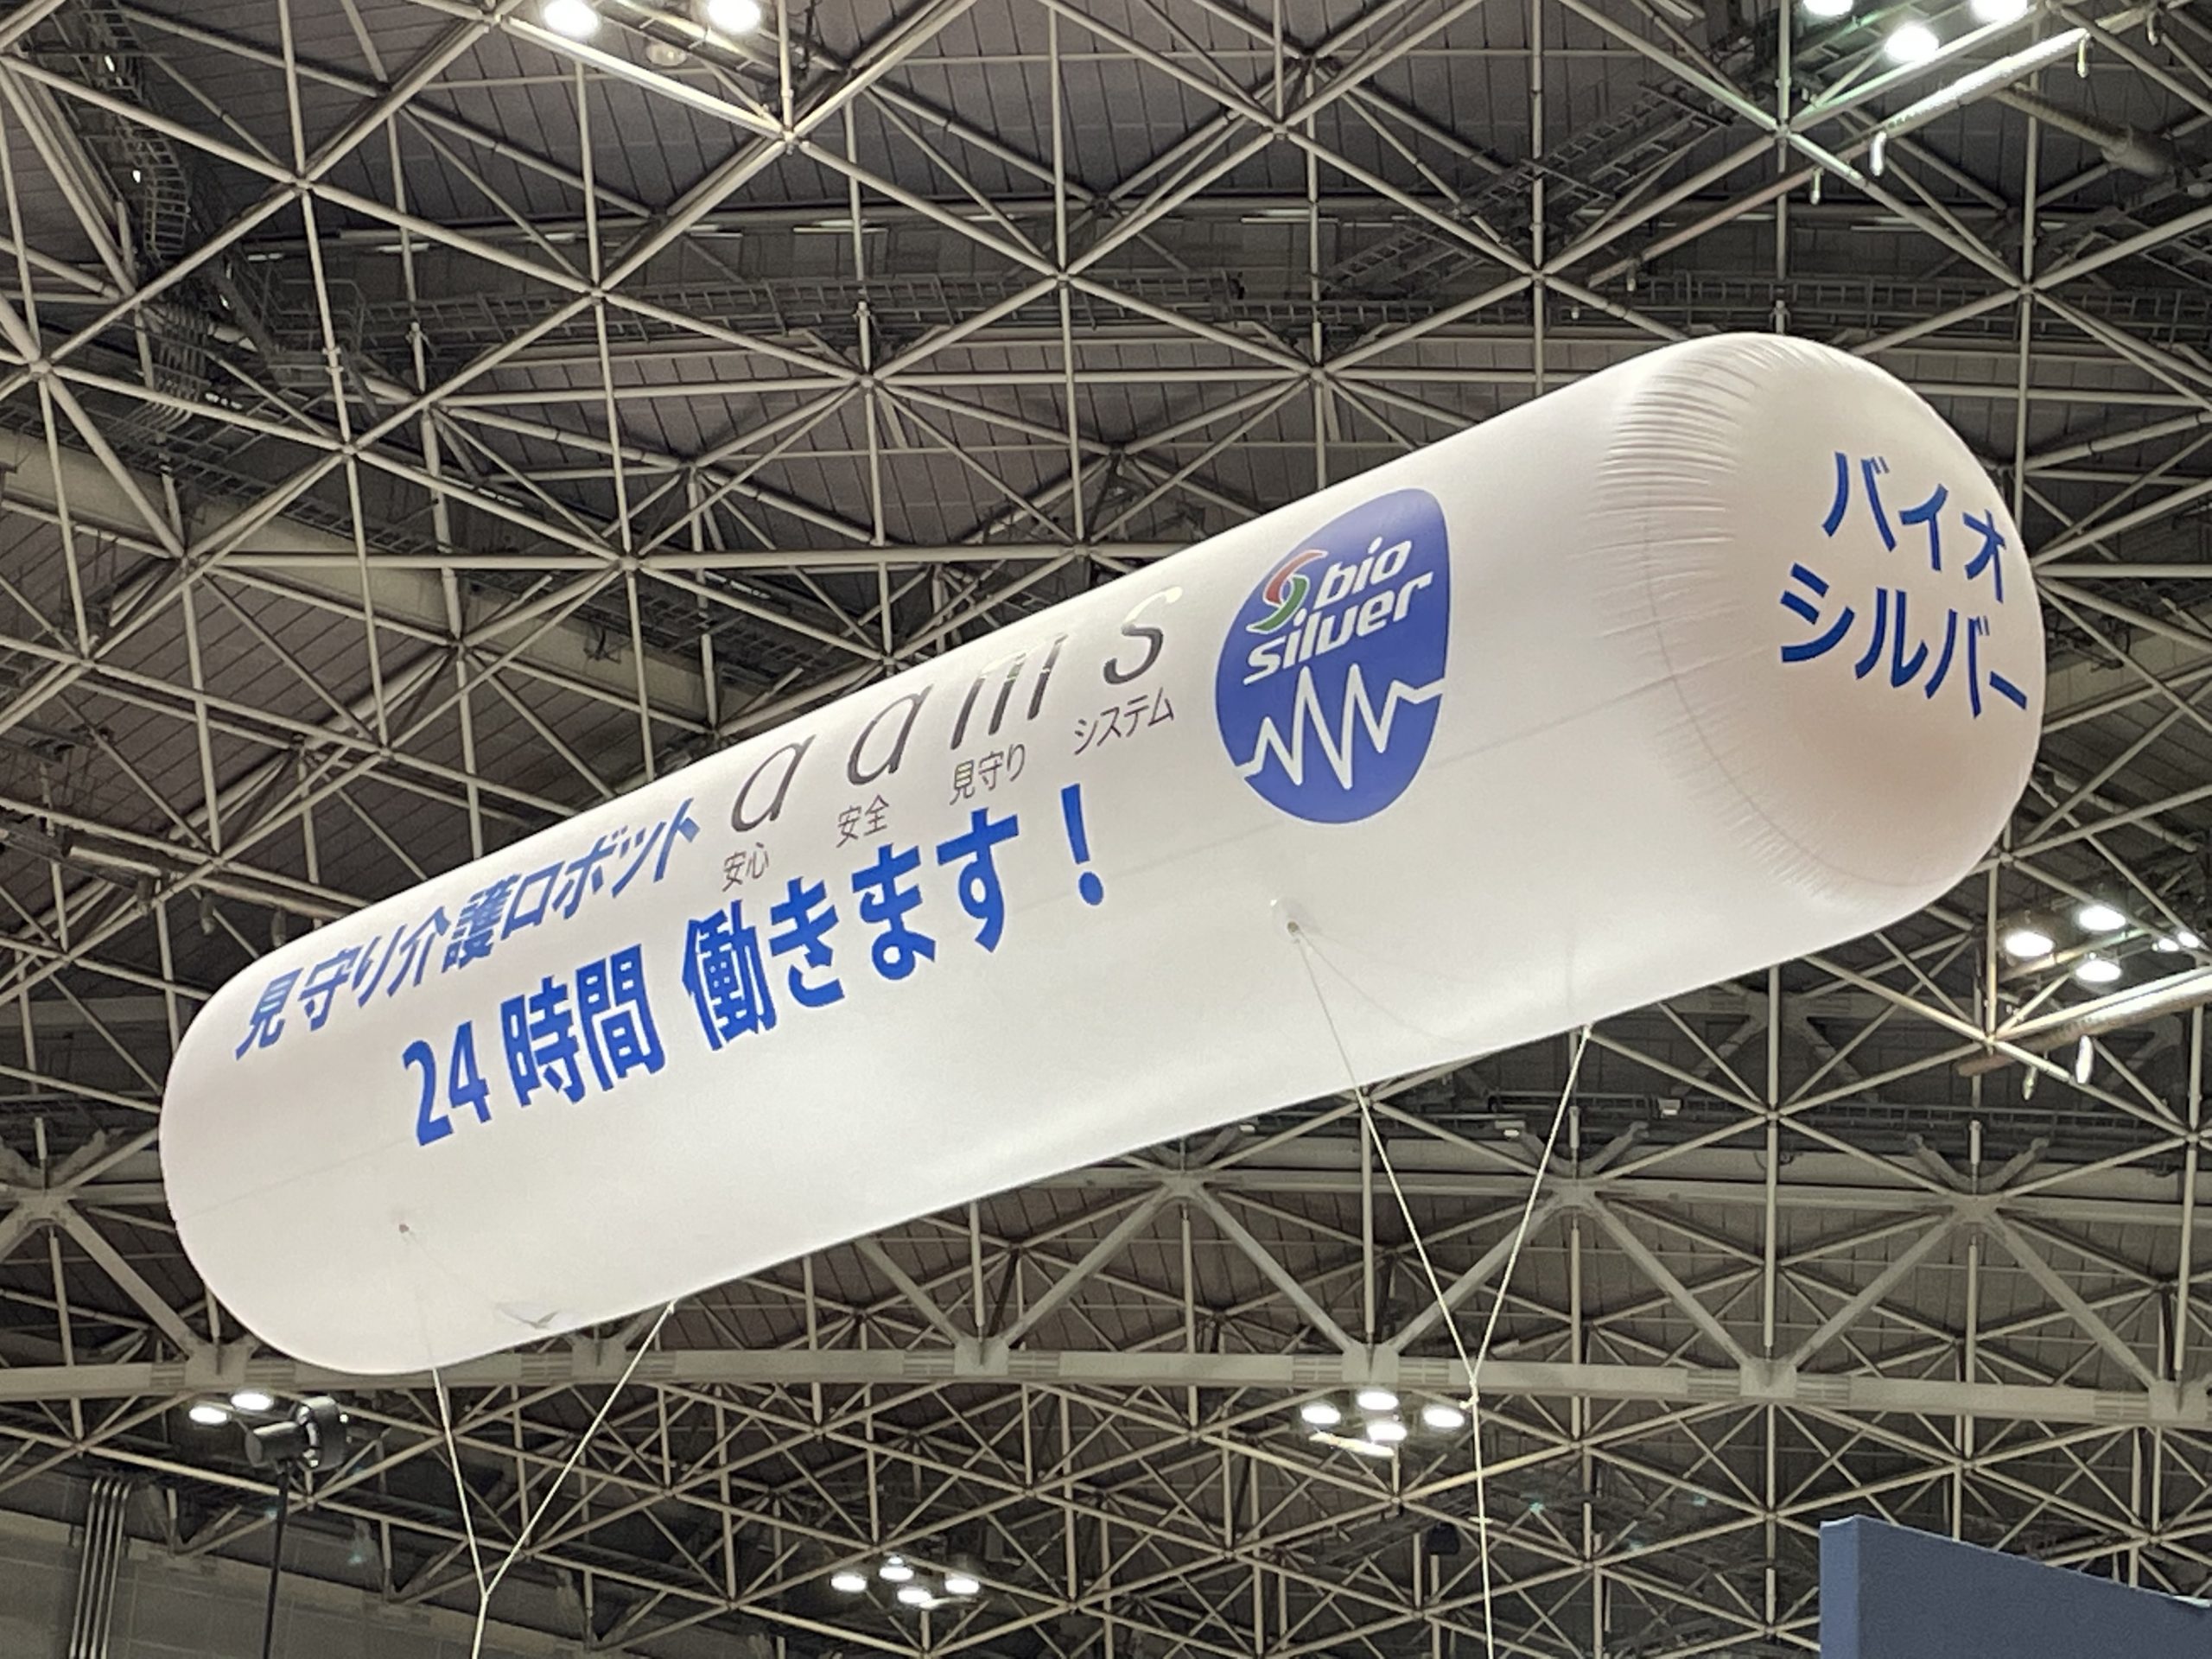 見守り介護ロボット aams
安心 安全 見守り システム
24時間 働きます！
bio
silver
バイオ
シルバー